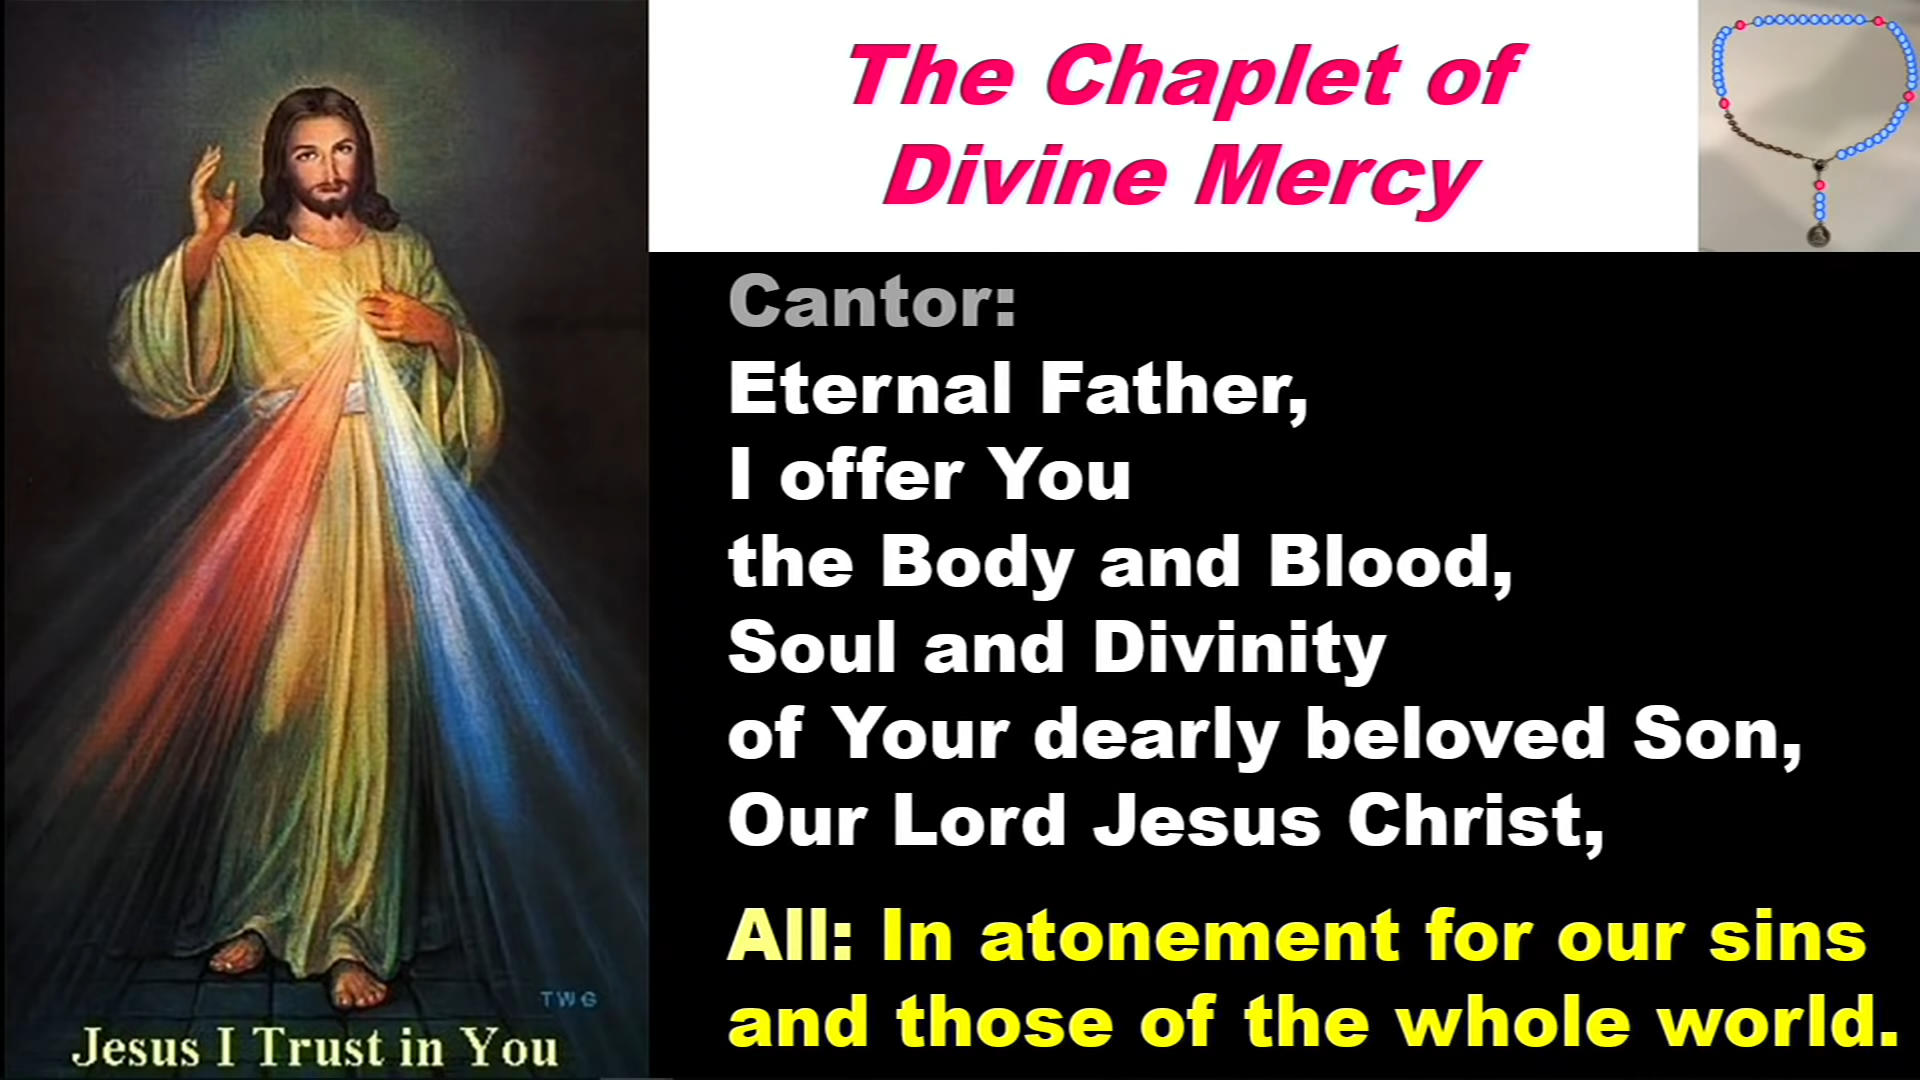 The Chaplet of
Divine Mercy
Cantor:
Eternal Father,
I offer You
the Body and Blood,
Soul and Divinity
of Your dearly beloved Son,
Our Lord Jesus Christ,
All: In atonement for our sins
and those of the whole world.
TWG
Jesus I Trust in You